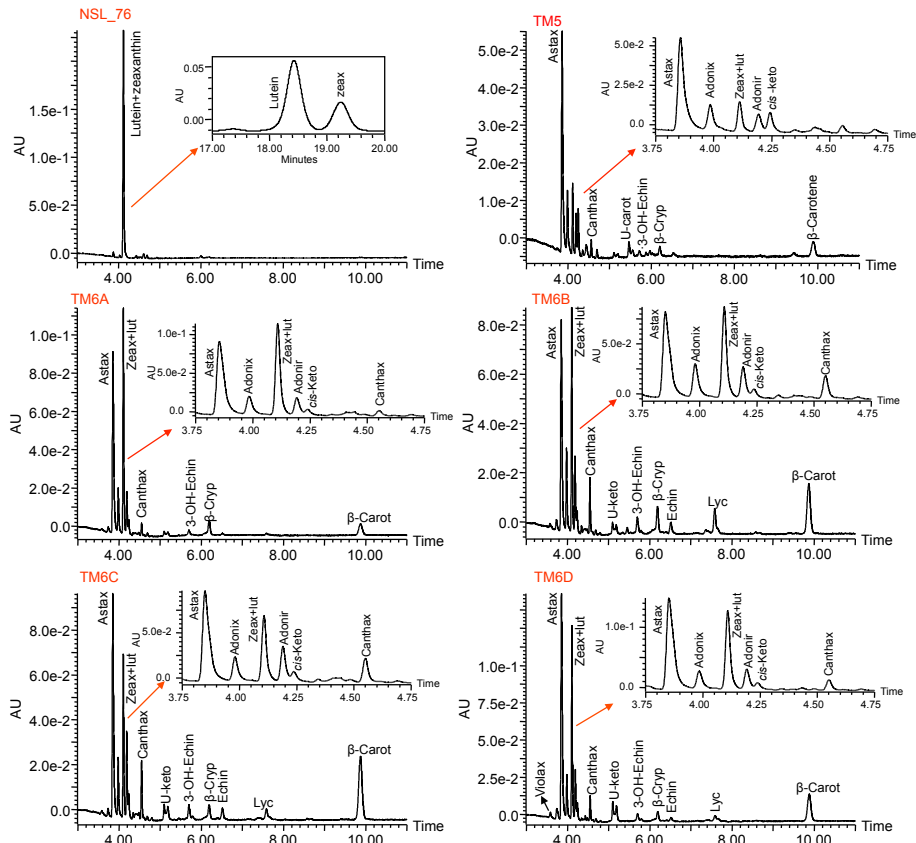 NSL_76
AU
1.5e-1
1.0e-1
5.0e-2
0.0
4.00 6.00 8.00 10.00 Time
Lutein+zeaxanthin
AU
0.05
0.00
Lutein
zeax
17.00 18.00 19.00 20.00
Minutes
TM5
AU
5.0e-2
4.0e-2
3.0e-2
2.0e-2
1.0e-2
0.0
4.00 6.00 8.00 10.00 Time
Astax
Canthax
U-carot
3-OH-Echin
β-Cryp
β-Carotene
AU
5.0e-2
2.5e-2
0.0
Astax
Adonix
Zeax+lut
Adonir
cis-keto
3.75 4.00 4.25 4.50 4.75
Time
TM6A
AU
1.0e-1
8.0e-2
6.0e-2
4.0e-2
2.0e-2
0.0
4.00 6.00 8.00 10.00 Time
Astax
Zeax+lut
Canthax
3-OH-Echin
β-Cryp
β-Carot
AU
1.0e-1
5.0e-2
0.0
Astax
Adonix
Zeax+lut
Adonir
cis-Keto
Canthax
3.75 4.00 4.25 4.50 4.75
Time
TM6B
AU
8.0e-2
6.0e-2
4.0e-2
2.0e-2
0.0
4.00 6.00 8.00 10.00 Time
Astax
Zeax+lut
Canthax
U-keto
3-OH-Echin
β-Cryp
Echin
Lyc
β-Carot
AU
5.0e-2
0.0
Astax
Adonix
Zeax+lut
Adonir
cis-Keto
Canthax
3.75 4.00 4.25 4.50 4.75
Time
TM6C
AU
8.0e-2
6.0e-2
4.0e-2
2.0e-2
0.0
4.00 6.00 8.00 10.00 Time
Astax
Zeax+lut
Canthax
U-keto
3-OH-Echin
β-Cryp
Echin
Lyc
β-Carot
AU
5.0e-2
0.0
Astax
Adonix
Zeax+lut
Adonir
cis-Keto
Canthax
3.75 4.00 4.25 4.50 4.75
Time
TM6D
AU
1.0e-1
7.5e-2
5.0e-2
2.5e-2
0.0
4.00 6.00 8.00 10.00 Time
Violax
Astax
Zeax+lut
Canthax
U-keto
3-OH-Echin
β-Cryp
Echin
Lyc
β-Carot
AU
1.0e-1
0.0
Astax
Adonix
Zeax+lut
Adonir
cis-Keto
Canthax
3.75 4.00 4.25 4.50 4.75
Time